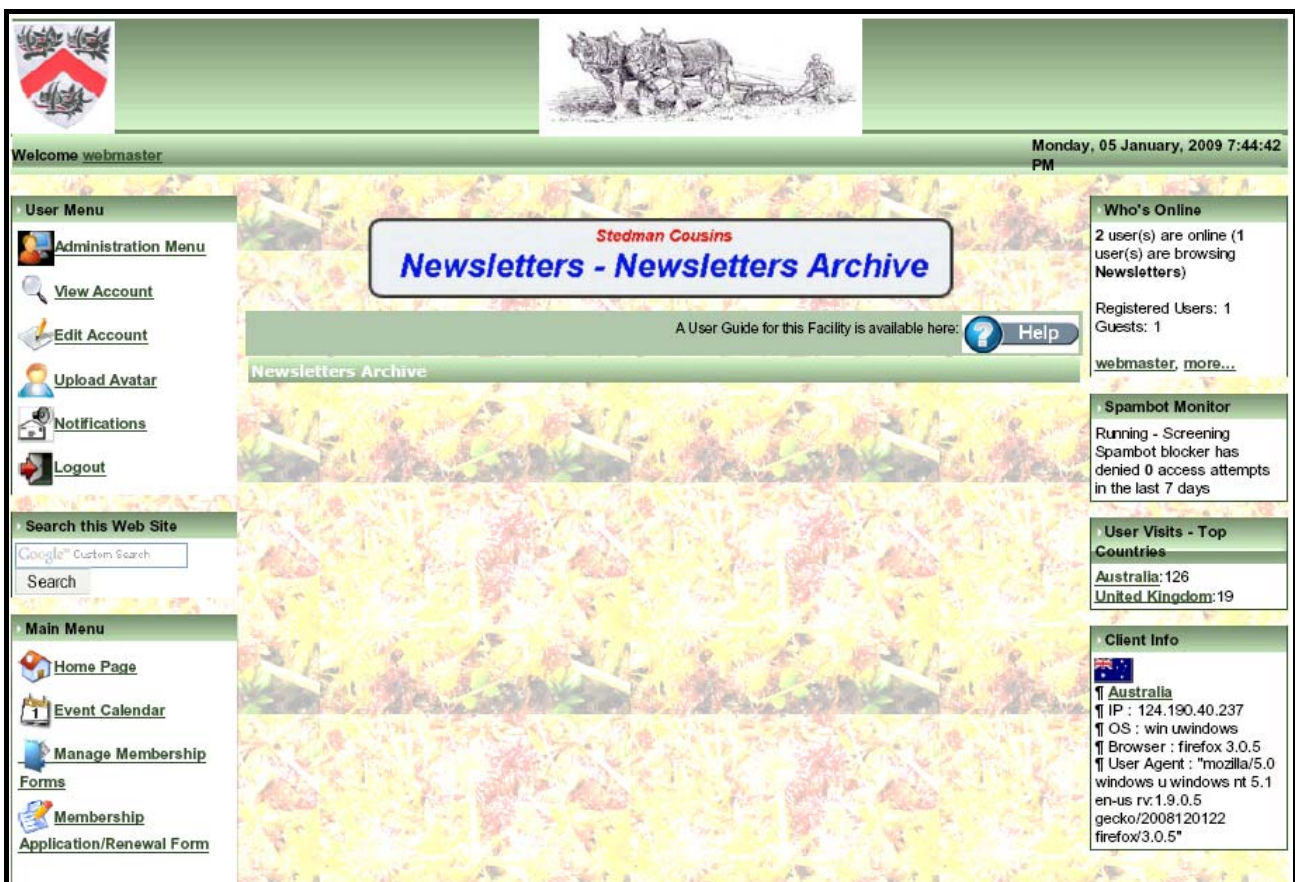 Welcome webmaster
Monday, 05 January, 2009 7:44:42
PM
User Menu
Administration Menu
View Account
Edit Account
Upload Avatar
Notifications
Logout
Search this Web Site
Google™ Custom Search
Search
Main Menu
Home Page
Event Calendar
1
Manage Membership
Forms
Membership
Application/Renewal Form
Stedman Cousins
Newsletters - Newsletters Archive
A User Guide for this Facility is available here:
? Help
Newsletters Archive
Who's Online
2 user(s) are online (1
user(s) are browsing
Newsletters)
Registered Users: 1
Guests: 1
webmaster, more...
Spambot Monitor
Running - Screening
Spambot blocker has
denied 0 access attempts
in the last 7 days
User Visits - Top
Countries
Australia:126
United Kingdom:19
Client Info
¶ Australia
¶ IP : 124.190.40.237
¶ OS : win uwindows
¶ Browser : firefox 3.0.5
¶ User Agent : "mozilla/5.0
windows u windows nt 5.1
en-us rv:1.9.0.5
gecko/2008120122
firefox/3.0.5"